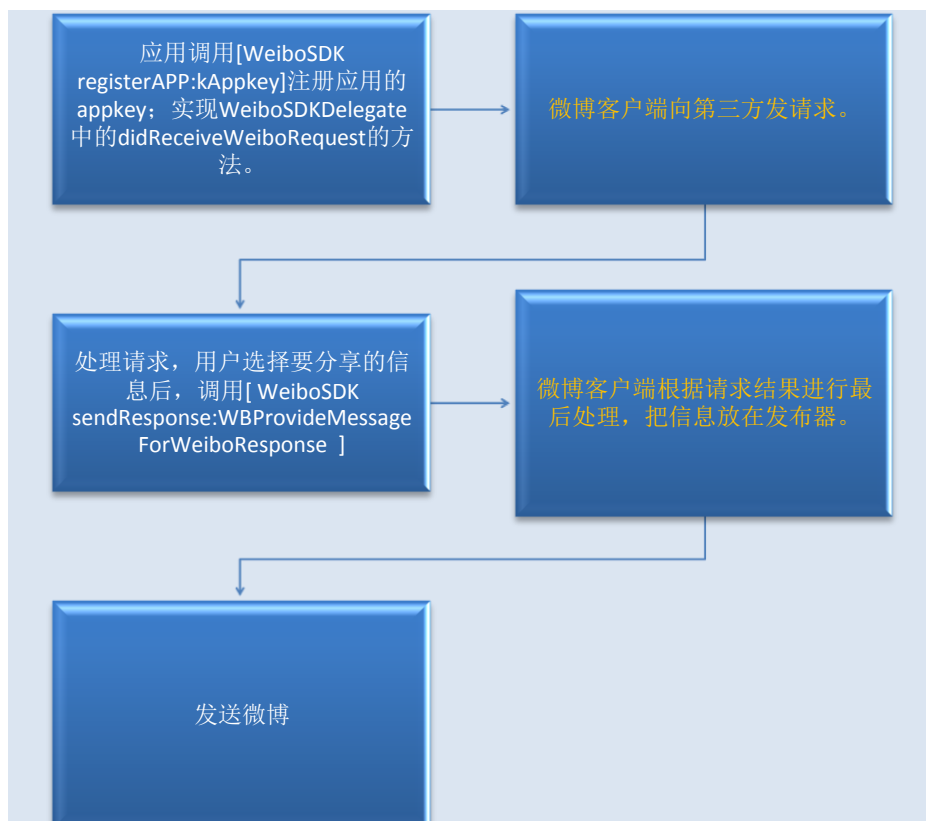 应用调用[WeiboSDK
registerAPP:kAppkey]注册应用的
appkey；实现WeiboSDKDelegate
中的didReceiveWeiboRequest的方
法。
微博客户端向第三方发请求。
处理请求，用户选择要分享的信
息后，调用[ WeiboSDK
sendResponse:WBProvideMessage
ForWeiboResponse ]
微博客户端根据请求结果进行最
后处理，把信息放在发布器。
发送微博